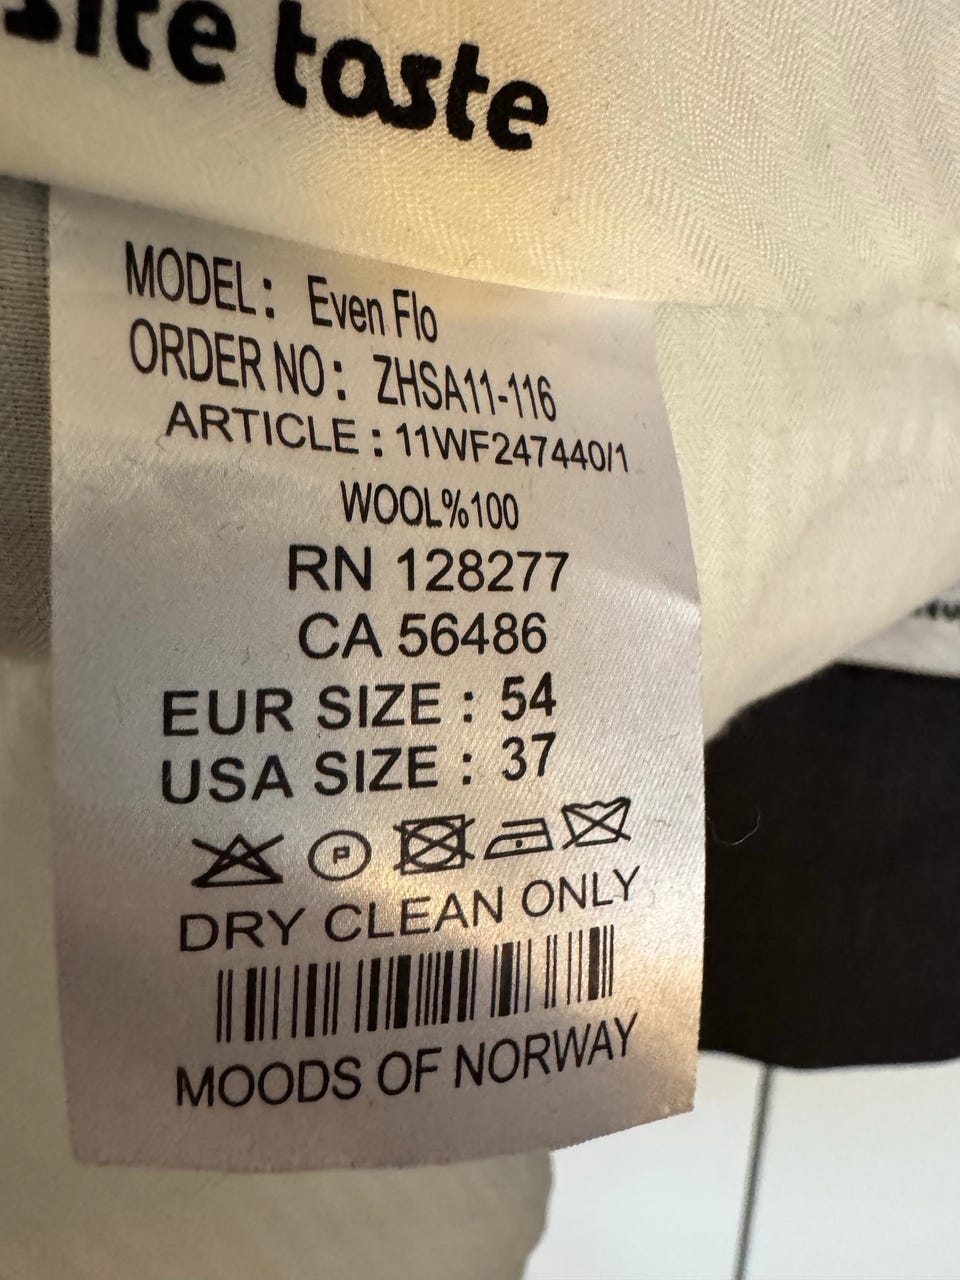 taste
MODEL: Even Flo
ORDER NO: ZHSA11-116
ARTICLE : 11WF247440/1
WOOL%100
RN 128277
CA 56486
EUR SIZE : 54
USA SIZE : 37
P
DRY CLEAN ONLY
MOODS OF NORWAY